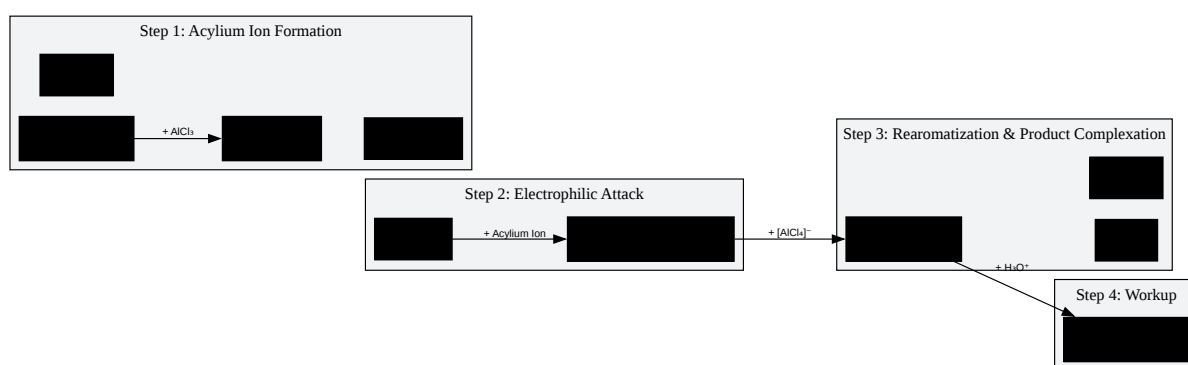 Step 1: Acylium Ion Formation
+ AlCl₃
Step 2: Electrophilic Attack
+ Acylium Ion
+ [AlCl₄]⁻
Step 3: Rearomatization & Product Complexation
+ H₃O⁺
Step 4: Workup